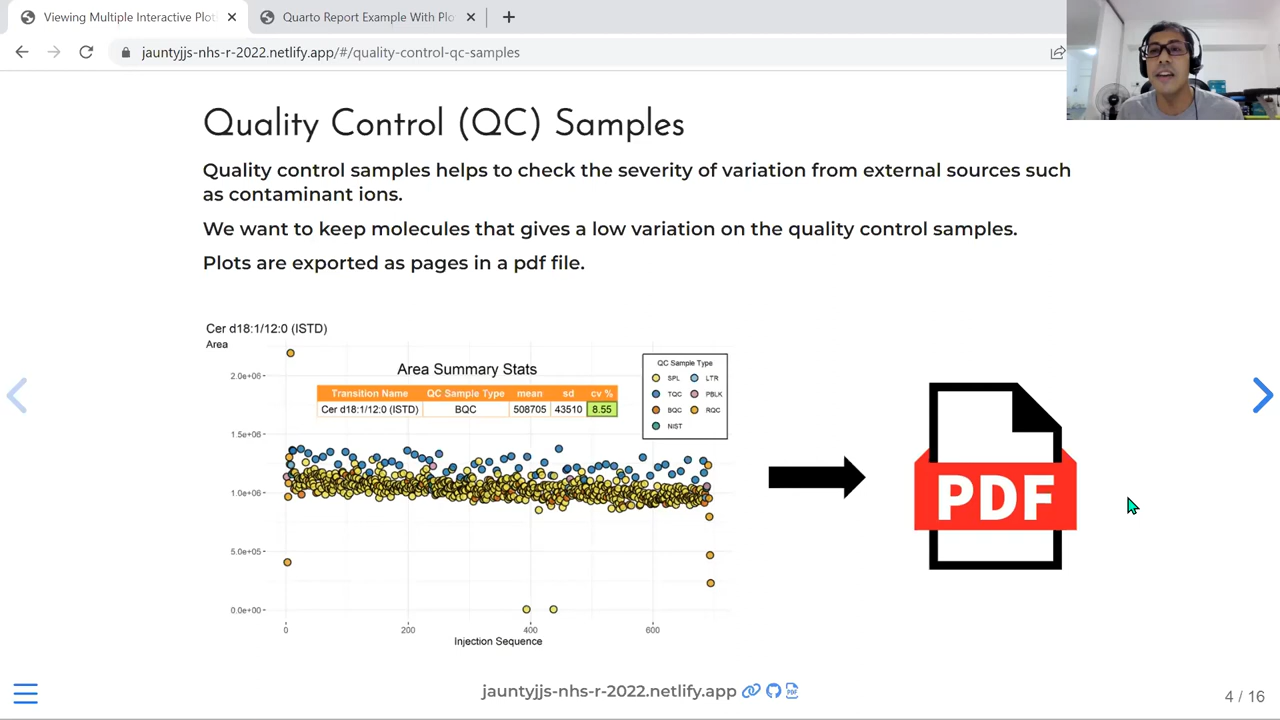 Viewing Multiple Interactive Plot
Quarto Report Example With Plo
jauntyjjs-nhs-r-2022.netlify.app/#/quality-control-qc-samples
Quality Control (QC) Samples
Quality control samples helps to check the severity of variation from external sources such
as contaminant ions.
We want to keep molecules that gives a low variation on the quality control samples.
Plots are exported as pages in a pdf file.
Cer d18:1/12:0 (ISTD)
Area
Area Summary Stats
Transition Name QC Sample Type mean sd cv %
Cer d18:1/12:0 (ISTD) BQC 508705 43510 8.55
QC Sample Type
SPL LTR
TQC PBLK
BQC RQC
NIST
2.0e+06
1.5e+06
1.0e+06
5.0e+05
0.0e+00
0 200 400 600
Injection Sequence
PDF
jauntyjjs-nhs-r-2022.netlify.app
PDF
4 / 16